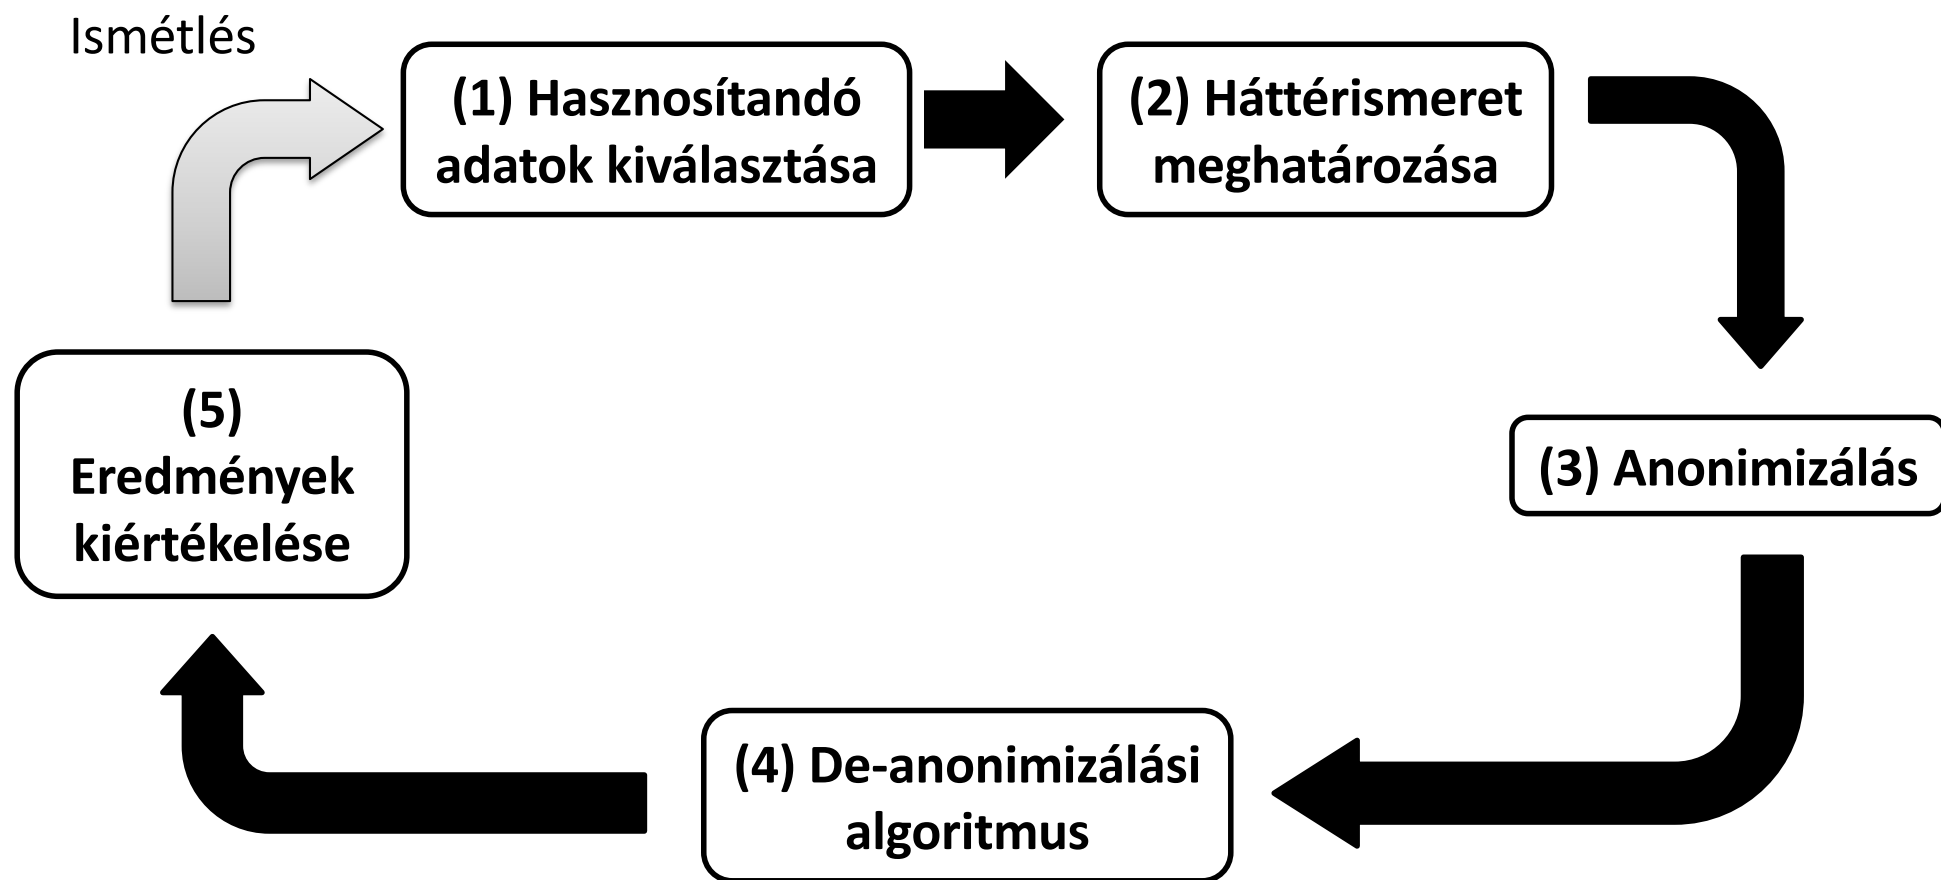 Ismétlés
(1) Hasznosítandó
adatok kiválasztása
(2) Háttérismeret
meghatározása
(3) Anonimizálás
(4) De-anonimizálási
algoritmus
(5)
Eredmények
kiértékelése